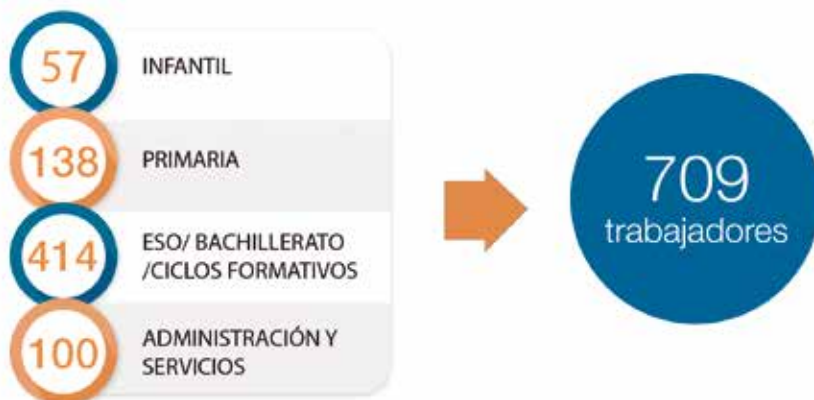 57
INFANTIL
138
PRIMARIA
414
ESO/ BACHILLERATO
/CICLOS FORMATIVOS
100
ADMINISTRACIÓN Y
SERVICIOS
709
trabajadores